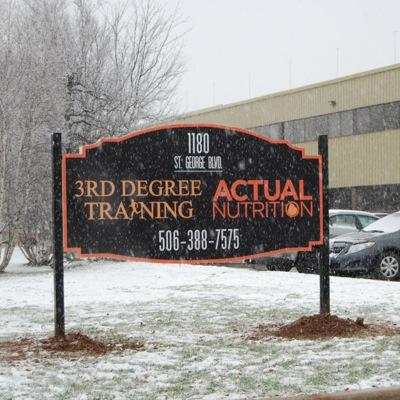 1180
ST. GEORGE BLVD.
3RD DEGREE
TRAINING
ACTUAL
NUTRITION
506-388-7575